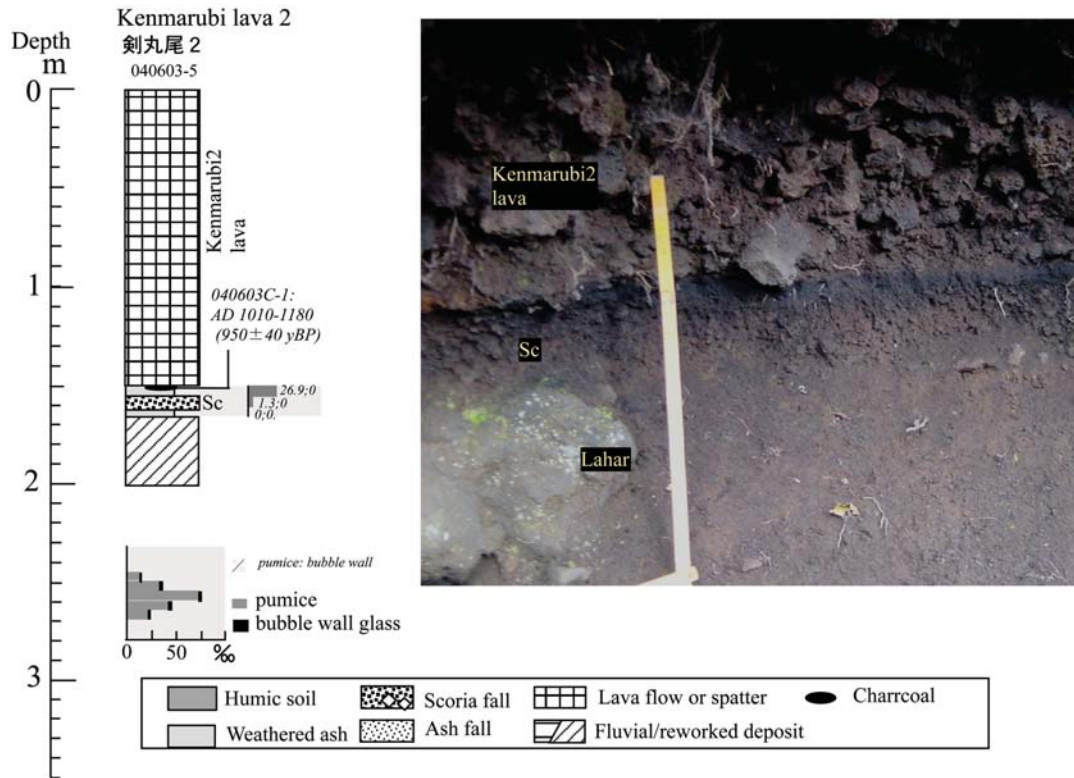 Kenmarubi lava 2
剣丸尾 2
040603-5
Depth
m
0
1
2
3
Kenmarubi2
lava
040603C-1:
AD 1010-1180
(950±40 yBP)
Sc
26.9;0
1.3;0
0;0.
pumice: bubble wall
pumice
bubble wall glass
0 50 ‰
Kenmarubi2
lava
Sc
Lahar
Humic soil
Scoria fall
Lava flow or spatter
Charrcoal
Weathered ash
Ash fall
Fluvial/reworked deposit